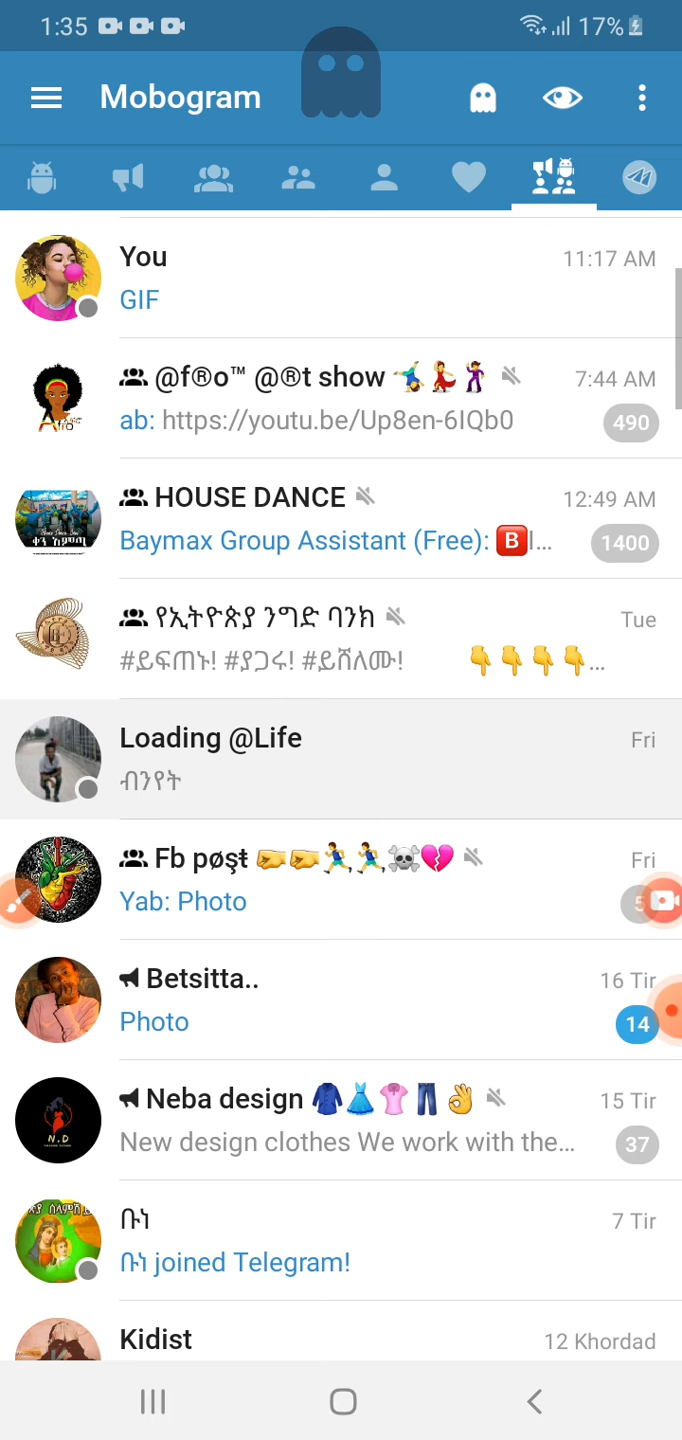 1:35
17%
Mobogram
You
11:17 AM
GIF
@f®o™ @®t show 🤸‍♂️💃🕺
7:44 AM
ab: https://youtu.be/Up8en-6IQb0
490
HOUSE DANCE
12:49 AM
Baymax Group Assistant (Free): 🅱️l...
1400
የኢትዮጵያ ንግድ ባንክ
Tue
#ይፍጠኑ! #ያጋሩ! #ይሸለሙ! 👇👇👇👇...
Loading @Life
Fri
ብንየት
Fb pøşŧ 🤛🤛🏃‍♂️🏃‍♂️☠️💔
Fri
Yab: Photo
5
Betsitta..
16 Tir
Photo
14
Neba design 🧥👗👚👖👌
15 Tir
New design clothes We work with the...
37
N.D
ቡነ
7 Tir
ቡነ joined Telegram!
Kidist
12 Khordad